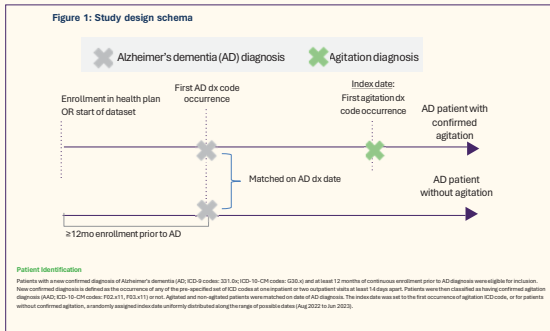 Figure 1: Study design schema
Alzheimer's dementia (AD) diagnosis
Agitation diagnosis
First AD dx code
occurrence
Index date:
First agitation dx
code occurrence
Enrollment in health plan
OR start of dataset
AD patient with
confirmed
agitation
Matched on AD dx date
AD patient
without agitation
≥12mo enrollment prior to AD
Patient Identification
Patients with a new confirmed diagnosis of Alzheimer's dementia (AD; ICD-9 codes: 331.0x; ICD-10-CM codes: G30.x) and at least 12 months of continuous enrollment prior to AD diagnosis were eligible for inclusion.
New confirmed diagnosis is defined as the occurrence of any of the pre-specified set of ICD codes at one inpatient or two outpatient visits at least 14 days apart. Patients were then classified as having confirmed agitation
diagnosis (AAD; ICD-10-CM codes: F02.x11, F03.x11) or not. Agitated and non-agitated patients were matched on date of AD diagnosis. The index date was set to the first occurrence of agitation ICD code, or for patients
without confirmed agitation, a randomly assigned index date uniformly distributed along the range of possible dates (Aug 2022 to Jun 2023).